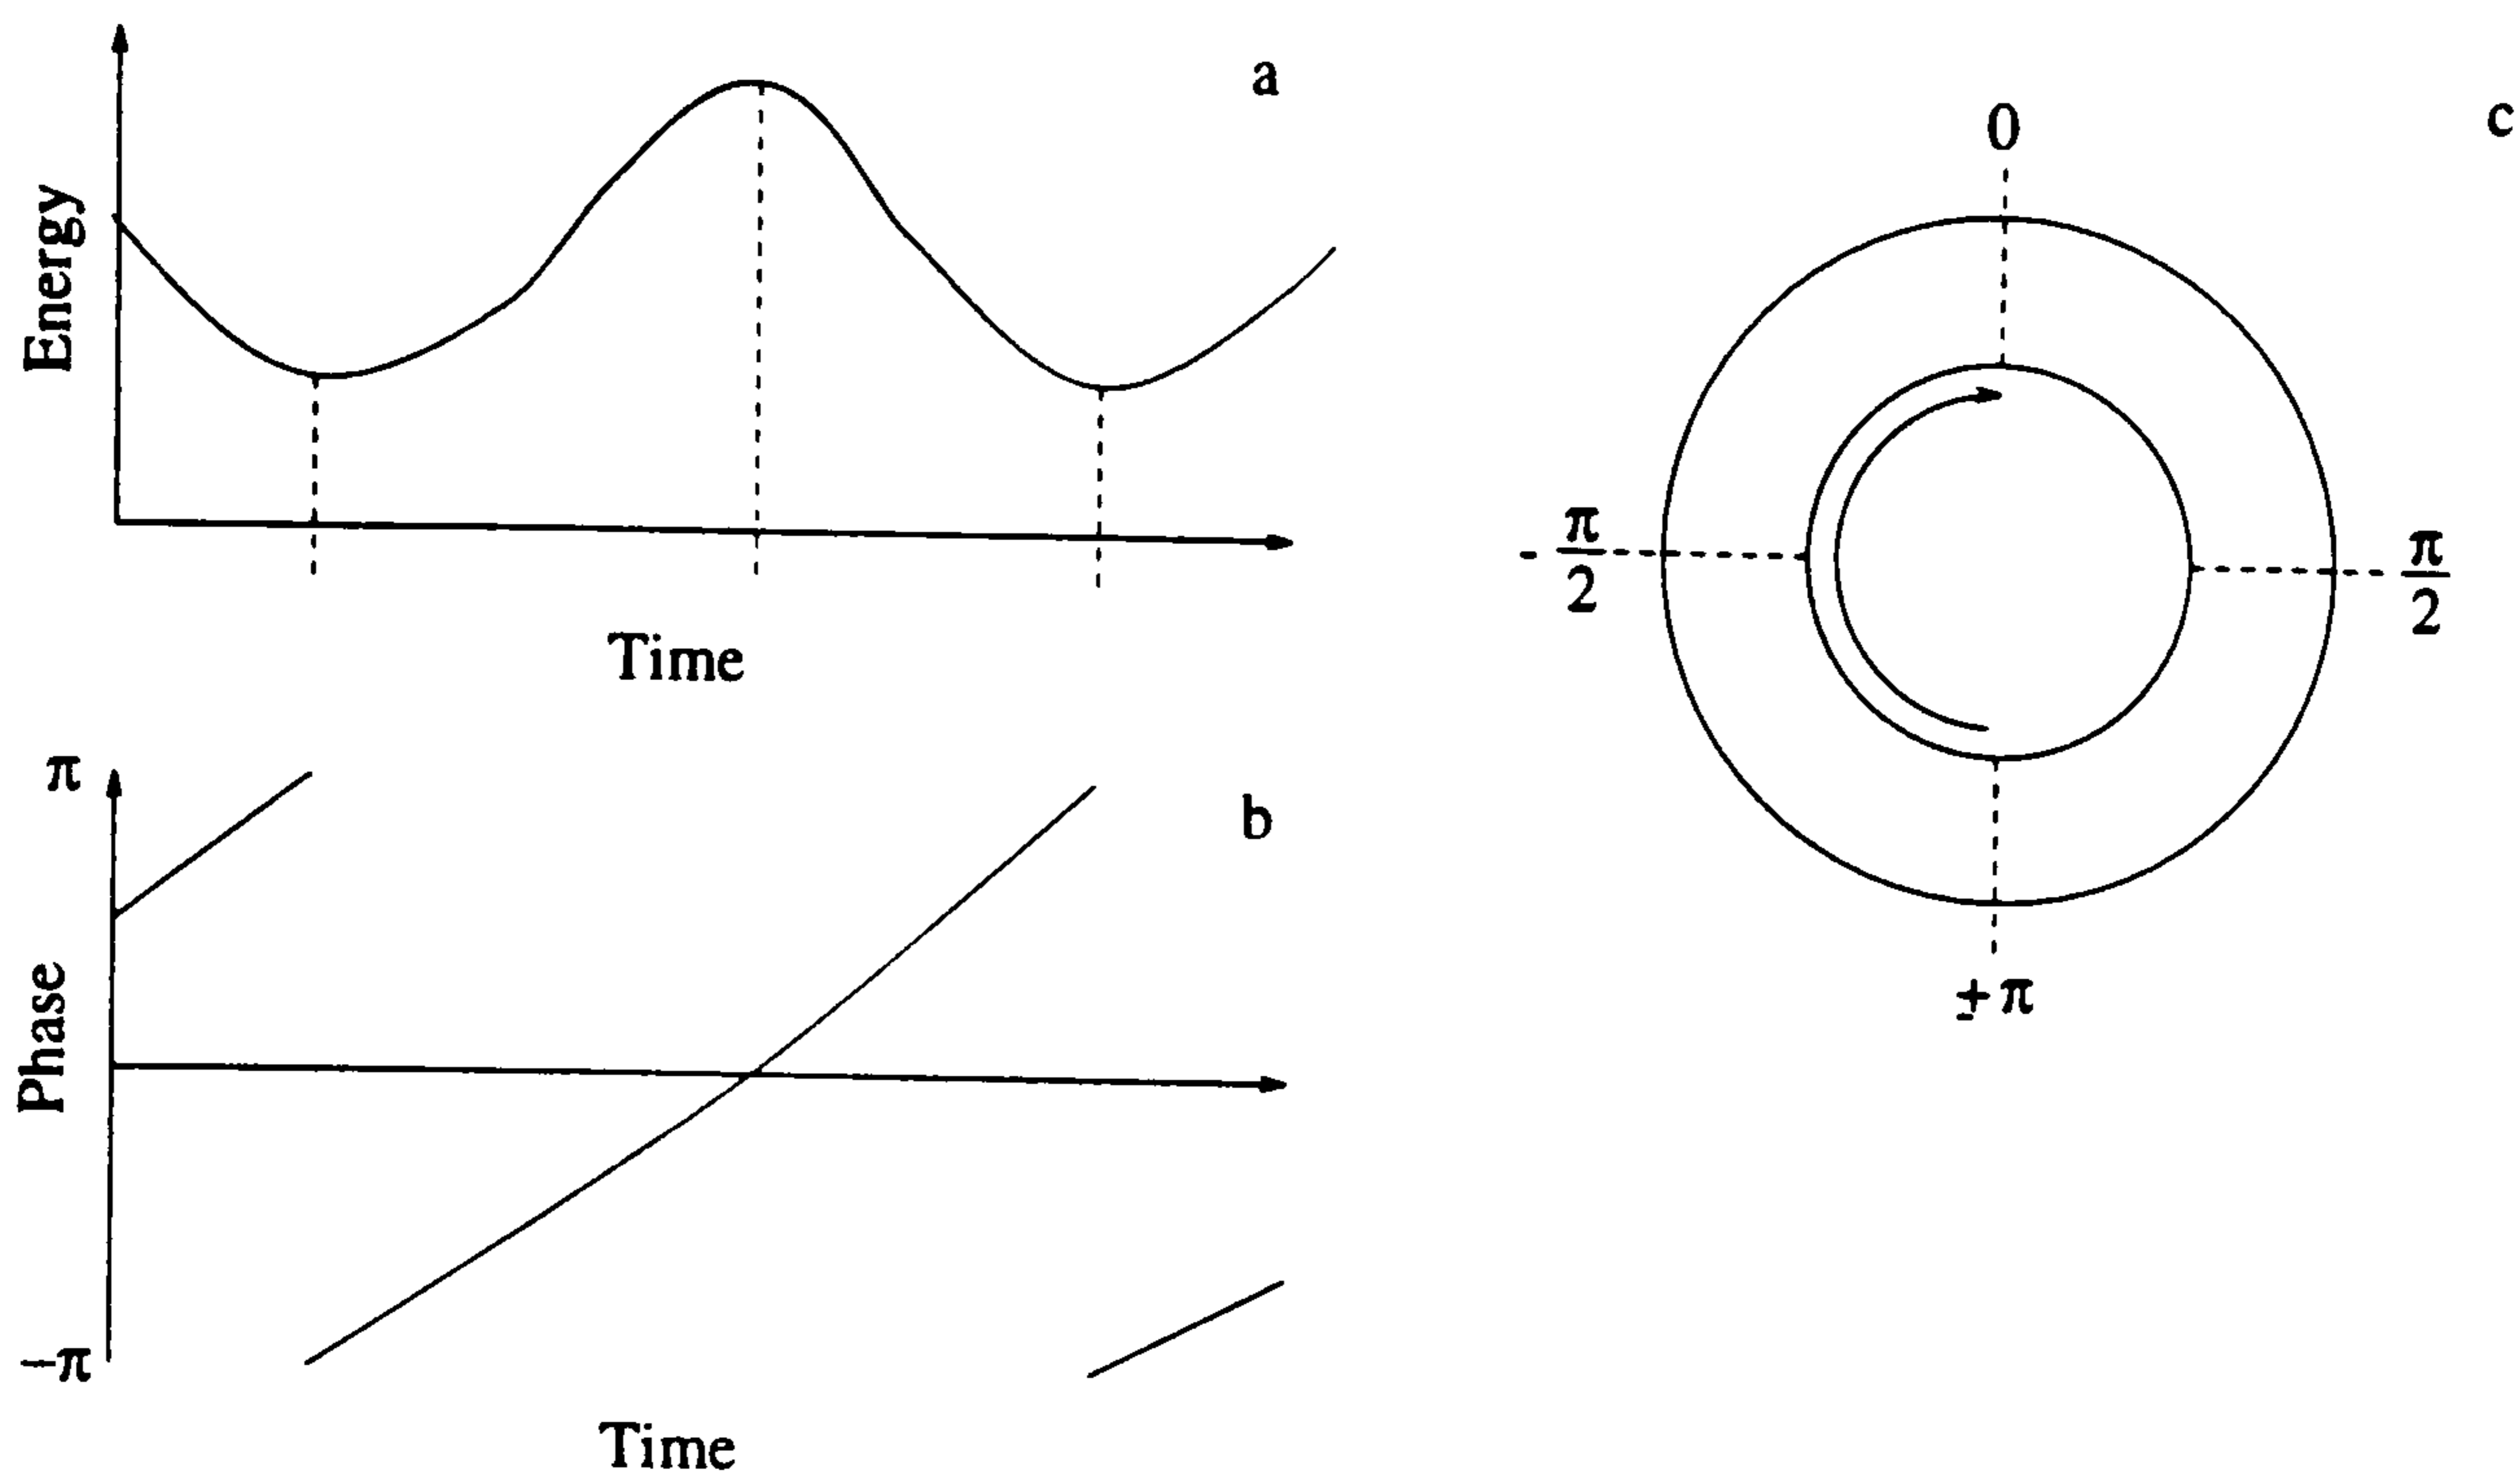 a
Energy
Time
π
b
Phase
-π
Time
c
0
- π/2
π/2
±π